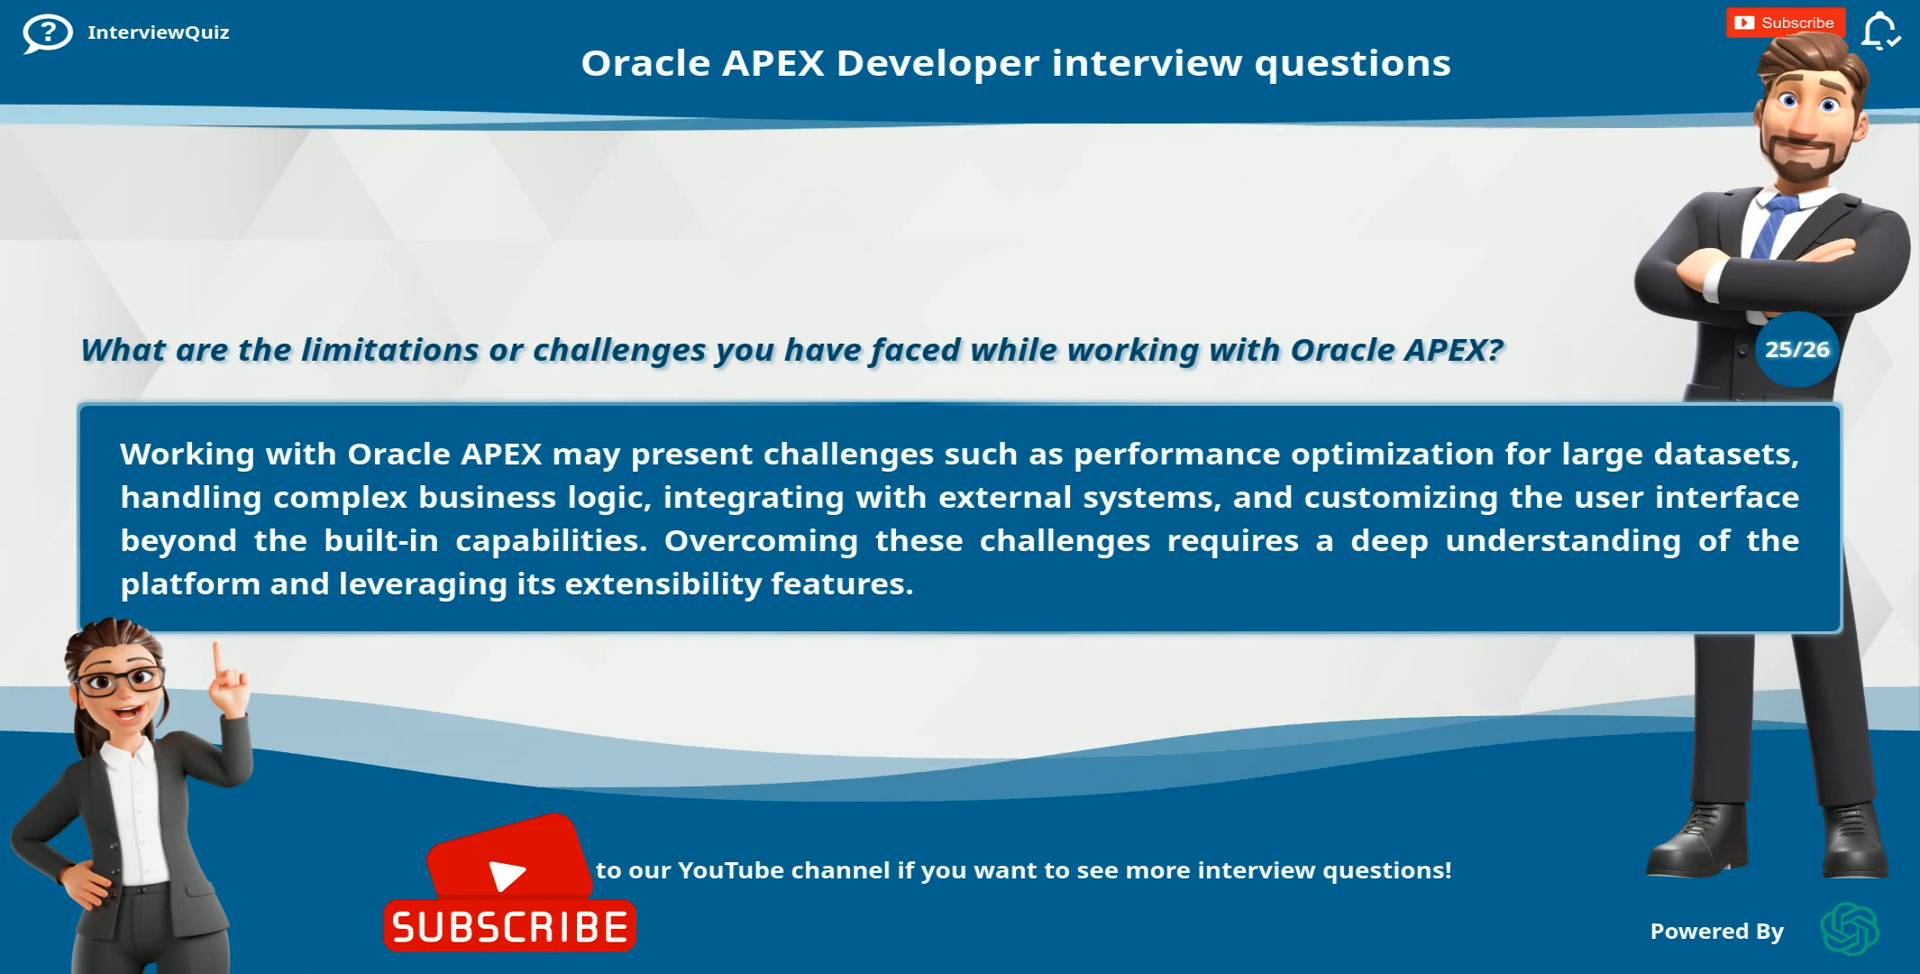 InterviewQuiz
Subscribe
Oracle APEX Developer interview questions
What are the limitations or challenges you have faced while working with Oracle APEX?
25/26
Working with Oracle APEX may present challenges such as performance optimization for large datasets,
handling complex business logic, integrating with external systems, and customizing the user interface
beyond the built-in capabilities. Overcoming these challenges requires a deep understanding of the
platform and leveraging its extensibility features.
to our YouTube channel if you want to see more interview questions!
SUBSCRIBE
Powered By